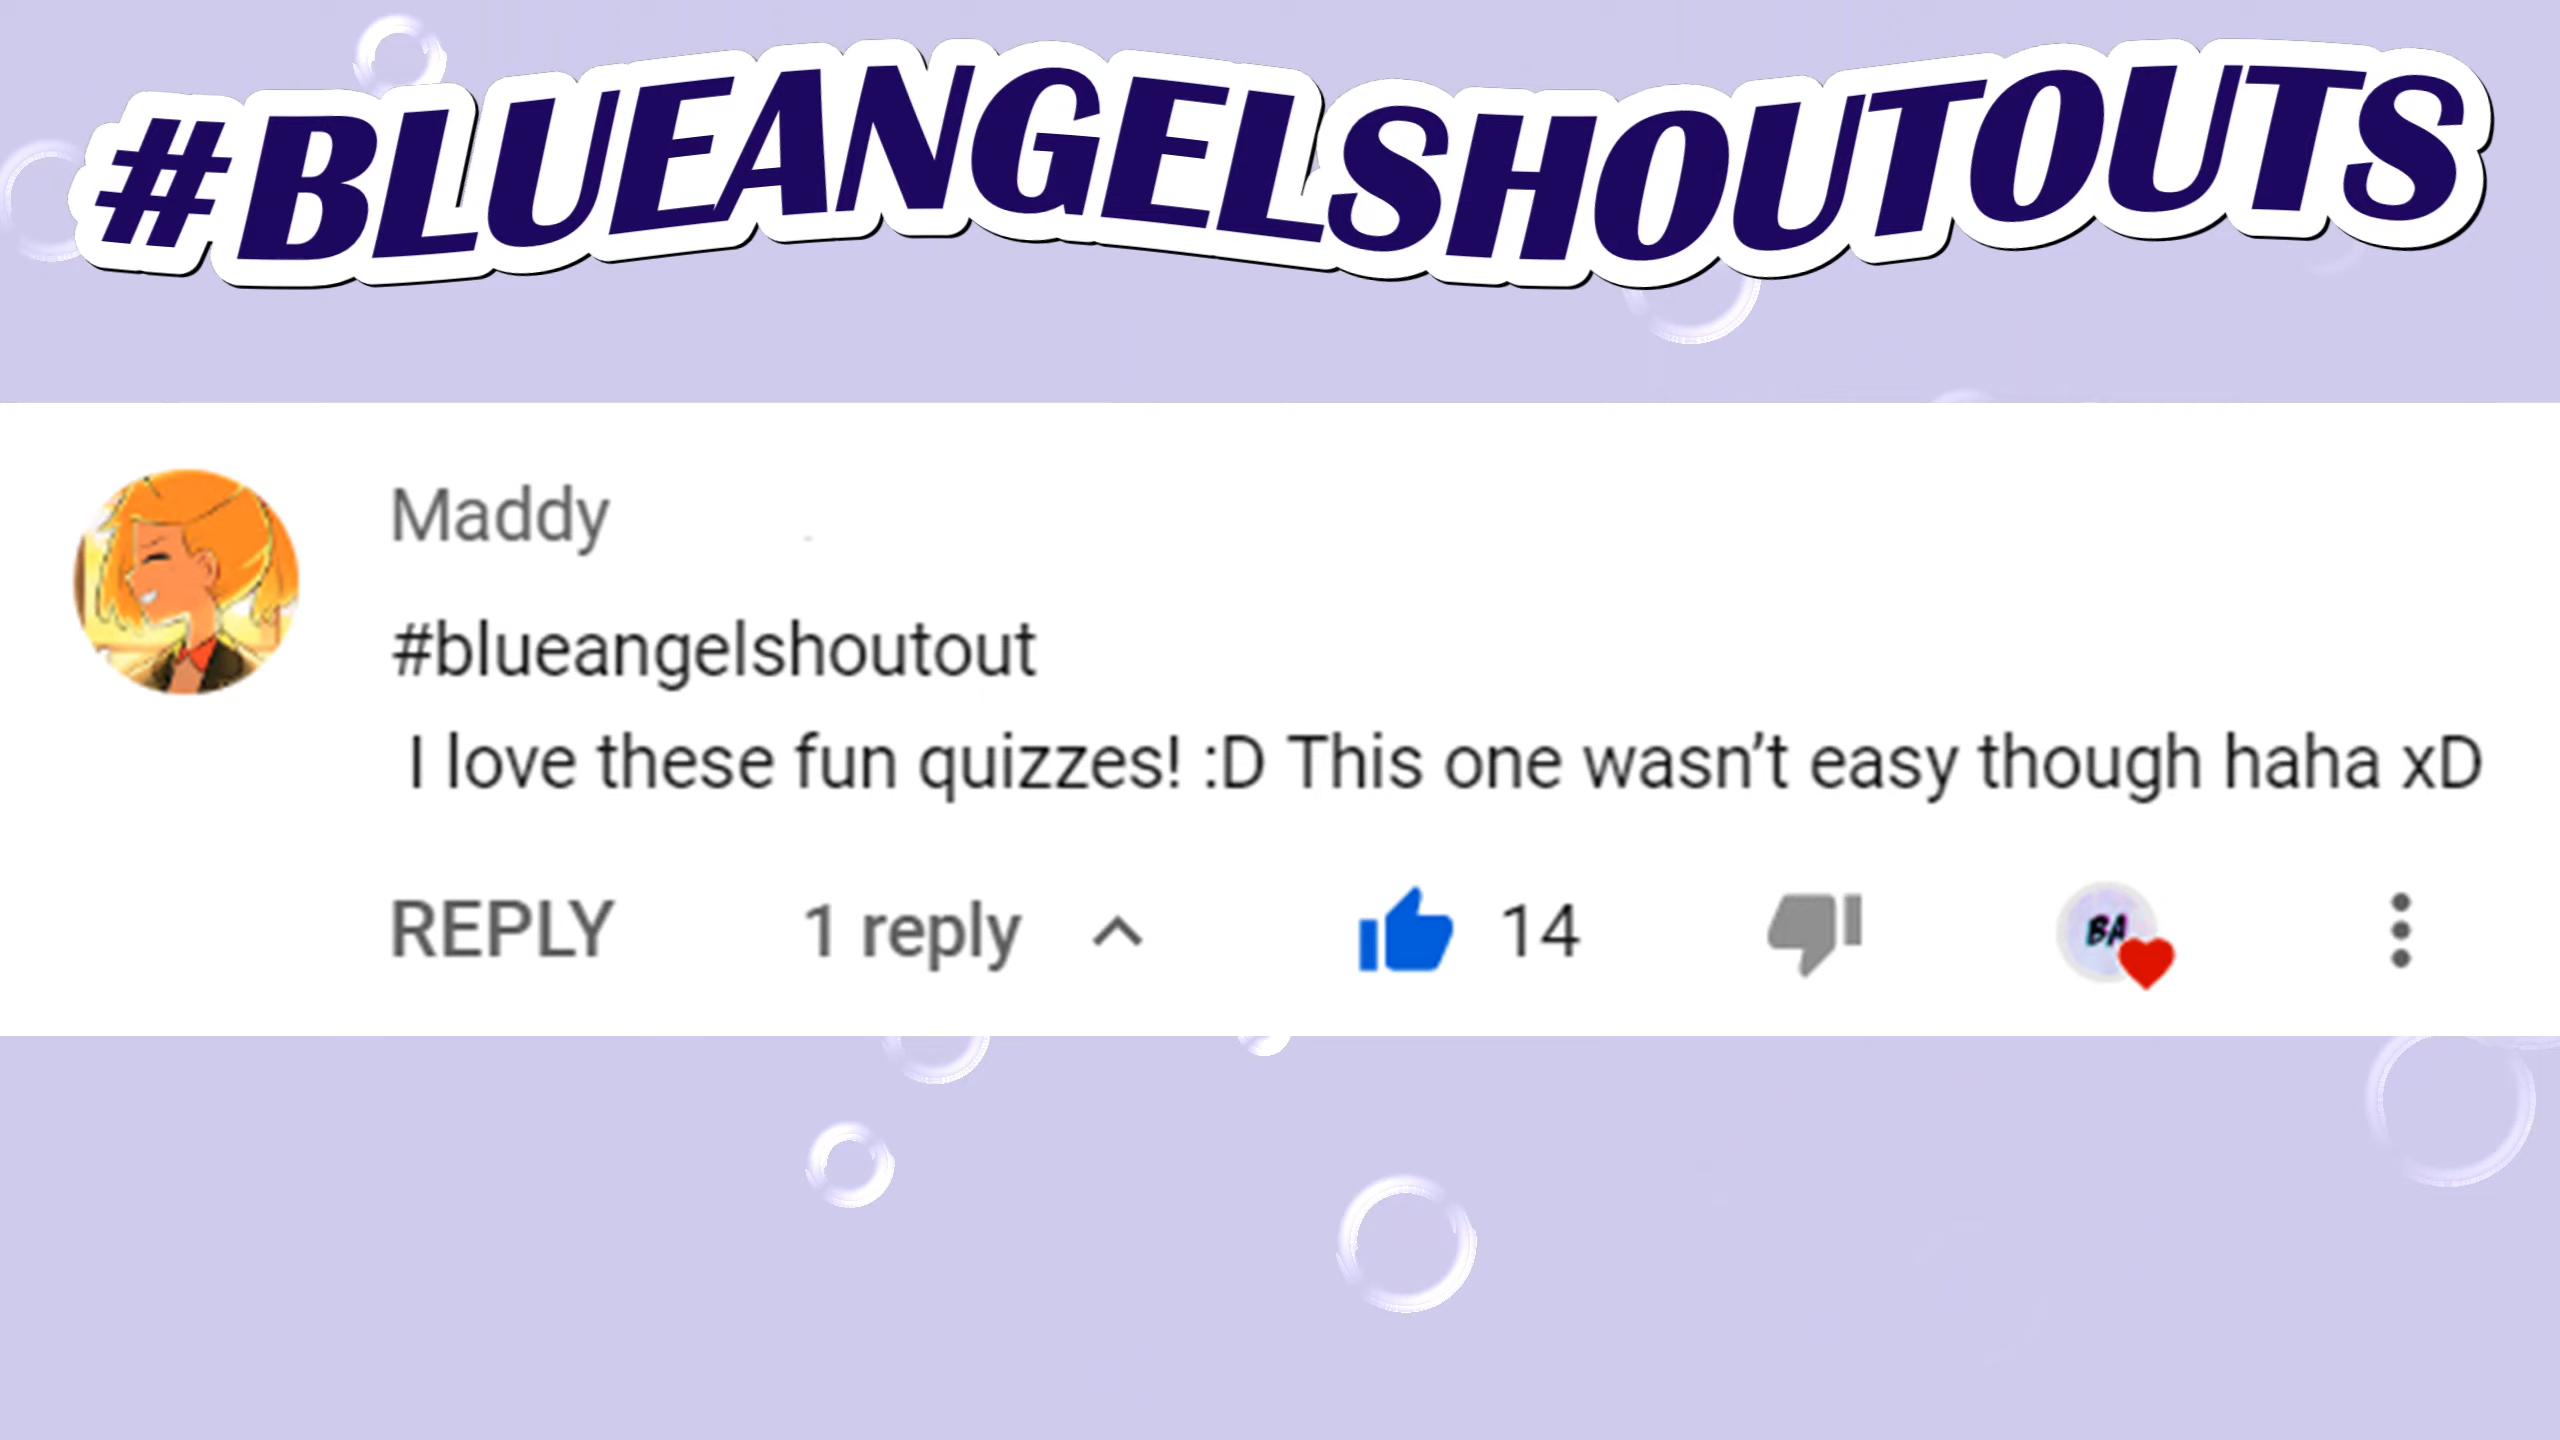 #BLUEANGELSHOUTOUTS
Maddy
#blueangelshoutout
I love these fun quizzes! :D This one wasn’t easy though haha xD
REPLY 1 reply 14 BA